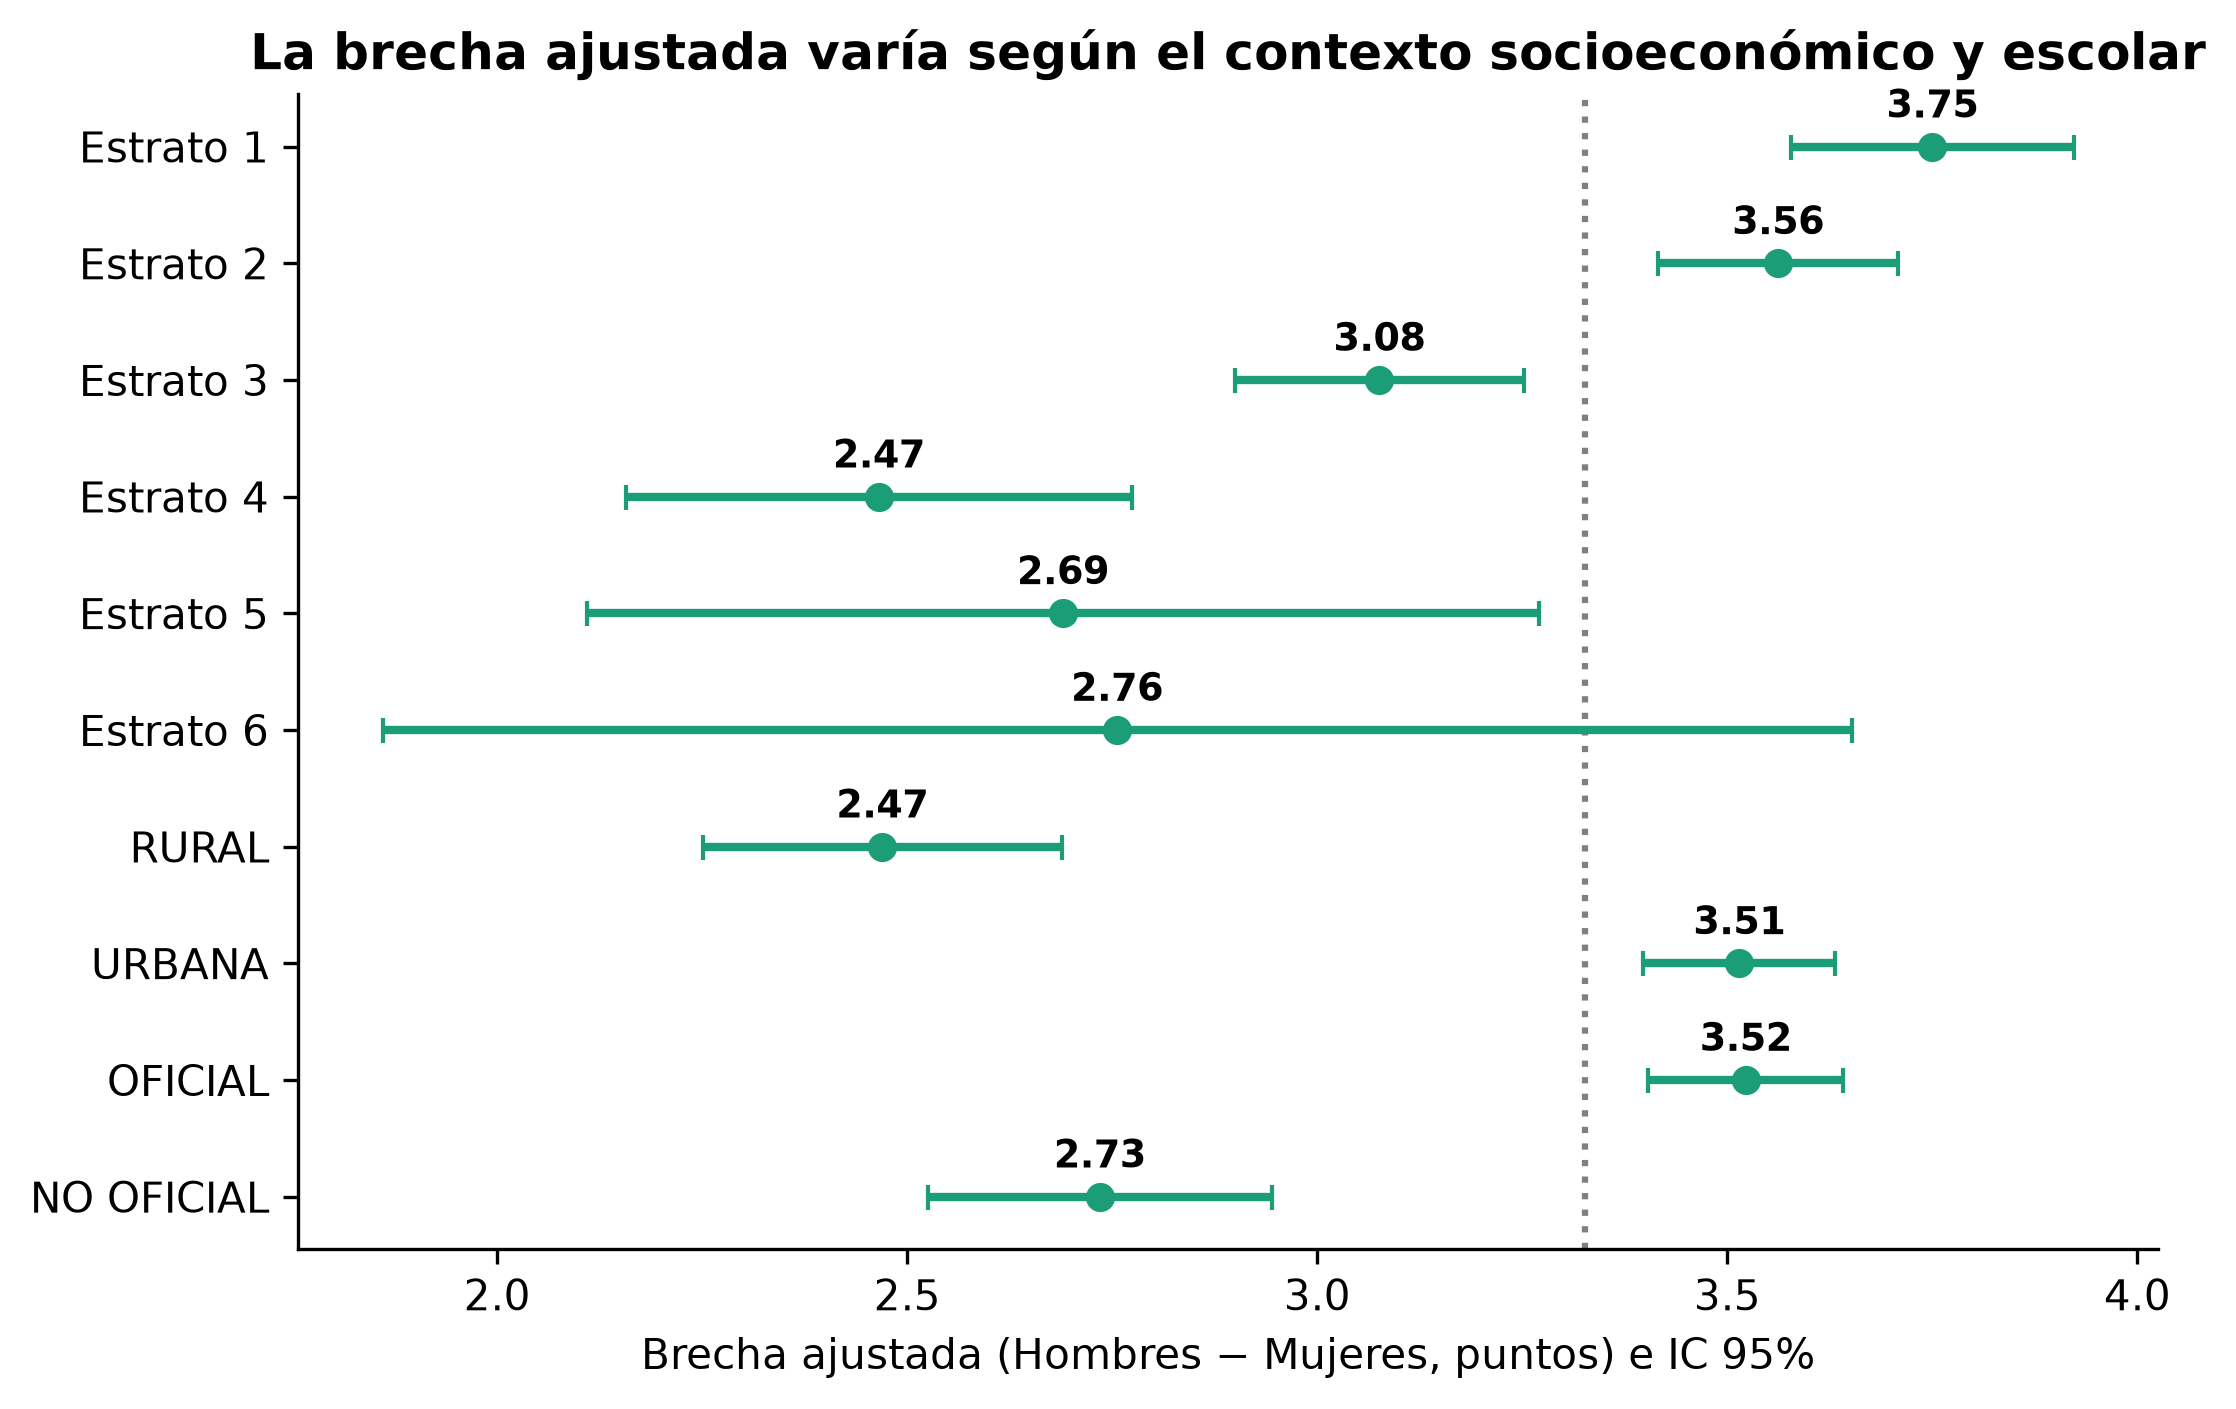 La brecha ajustada varía según el contexto socioeconómico y escolar
3.75
Estrato 1
3.56
Estrato 2
3.08
Estrato 3
2.47
Estrato 4
2.69
Estrato 5
2.76
Estrato 6
2.47
RURAL
3.51
URBANA
3.52
OFICIAL
2.73
NO OFICIAL
2.0 2.5 3.0 3.5 4.0
Brecha ajustada (Hombres − Mujeres, puntos) e IC 95%